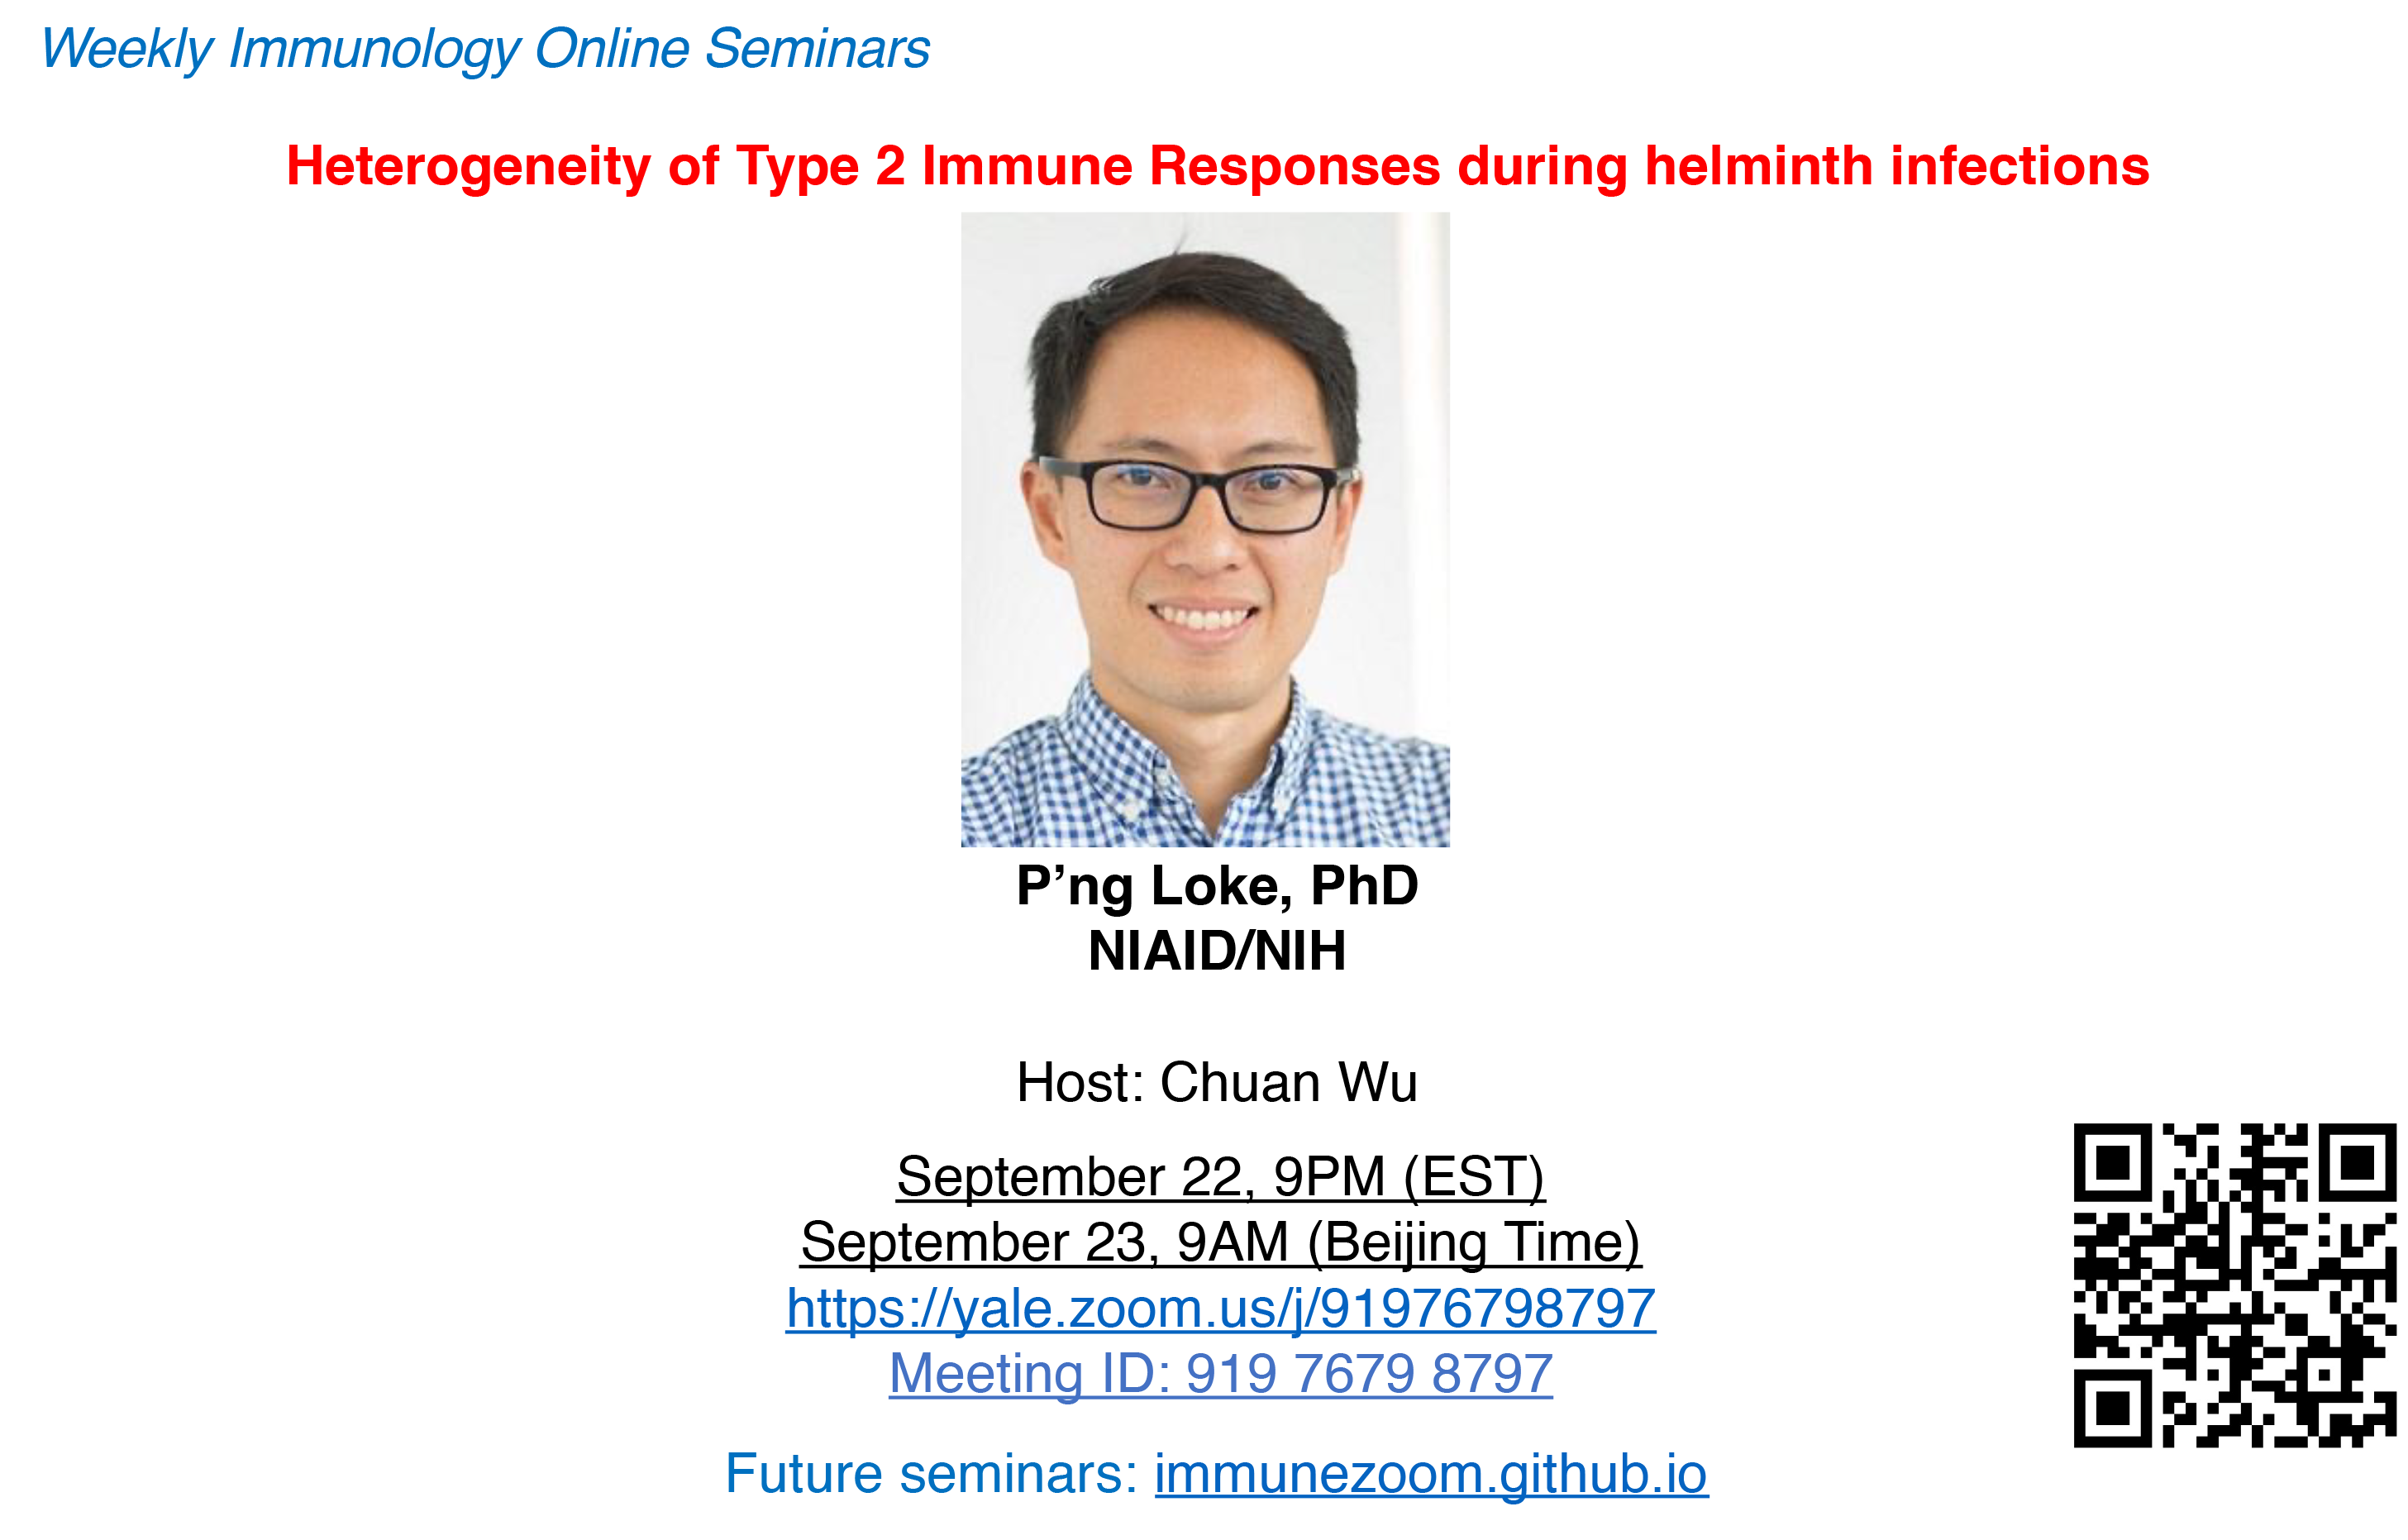 Weekly Immunology Online Seminars
Heterogeneity of Type 2 Immune Responses during helminth infections
P’ng Loke, PhD
NIAID/NIH
Host: Chuan Wu
September 22, 9PM (EST)
September 23, 9AM (Beijing Time)
https://yale.zoom.us/j/91976798797
Meeting ID: 919 7679 8797
Future seminars: immunezoom.github.io